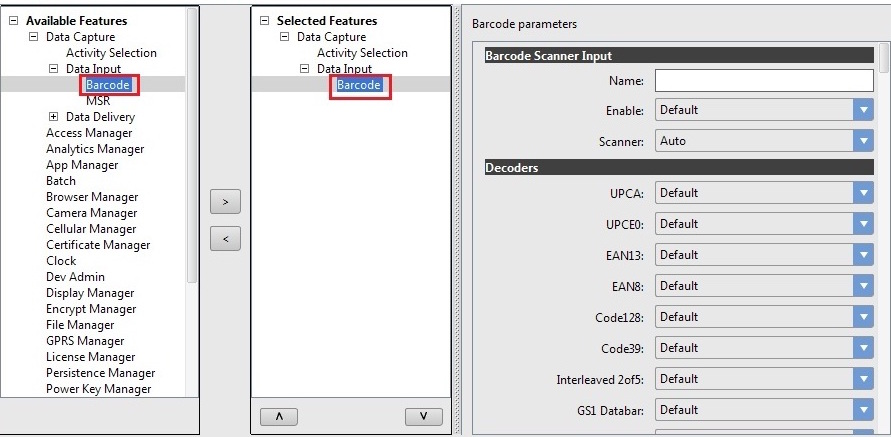 Available Features
Data Capture
Activity Selection
Data Input
Barcode
MSR
Data Delivery
Access Manager
Analytics Manager
App Manager
Batch
Browser Manager
Camera Manager
Cellular Manager
Certificate Manager
Clock
Dev Admin
Display Manager
Encrypt Manager
File Manager
GPRS Manager
License Manager
Persistence Manager
Power Key Manager
>
<
Selected Features
Data Capture
Activity Selection
Data Input
Barcode
Barcode parameters
Barcode Scanner Input
Name:
Enable: Default
Scanner: Auto
Decoders
UPCA: Default
UPCE0: Default
EAN13: Default
EAN8: Default
Code128: Default
Code39: Default
Interleaved 2of5: Default
GS1 Databar: Default